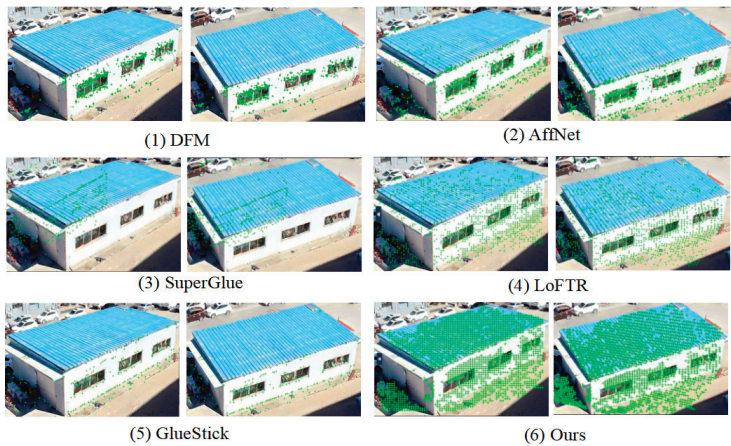 (1) DFM
(2) AffNet
(3) SuperGlue
(4) LoFTR
(5) GlueStick
(6) Ours